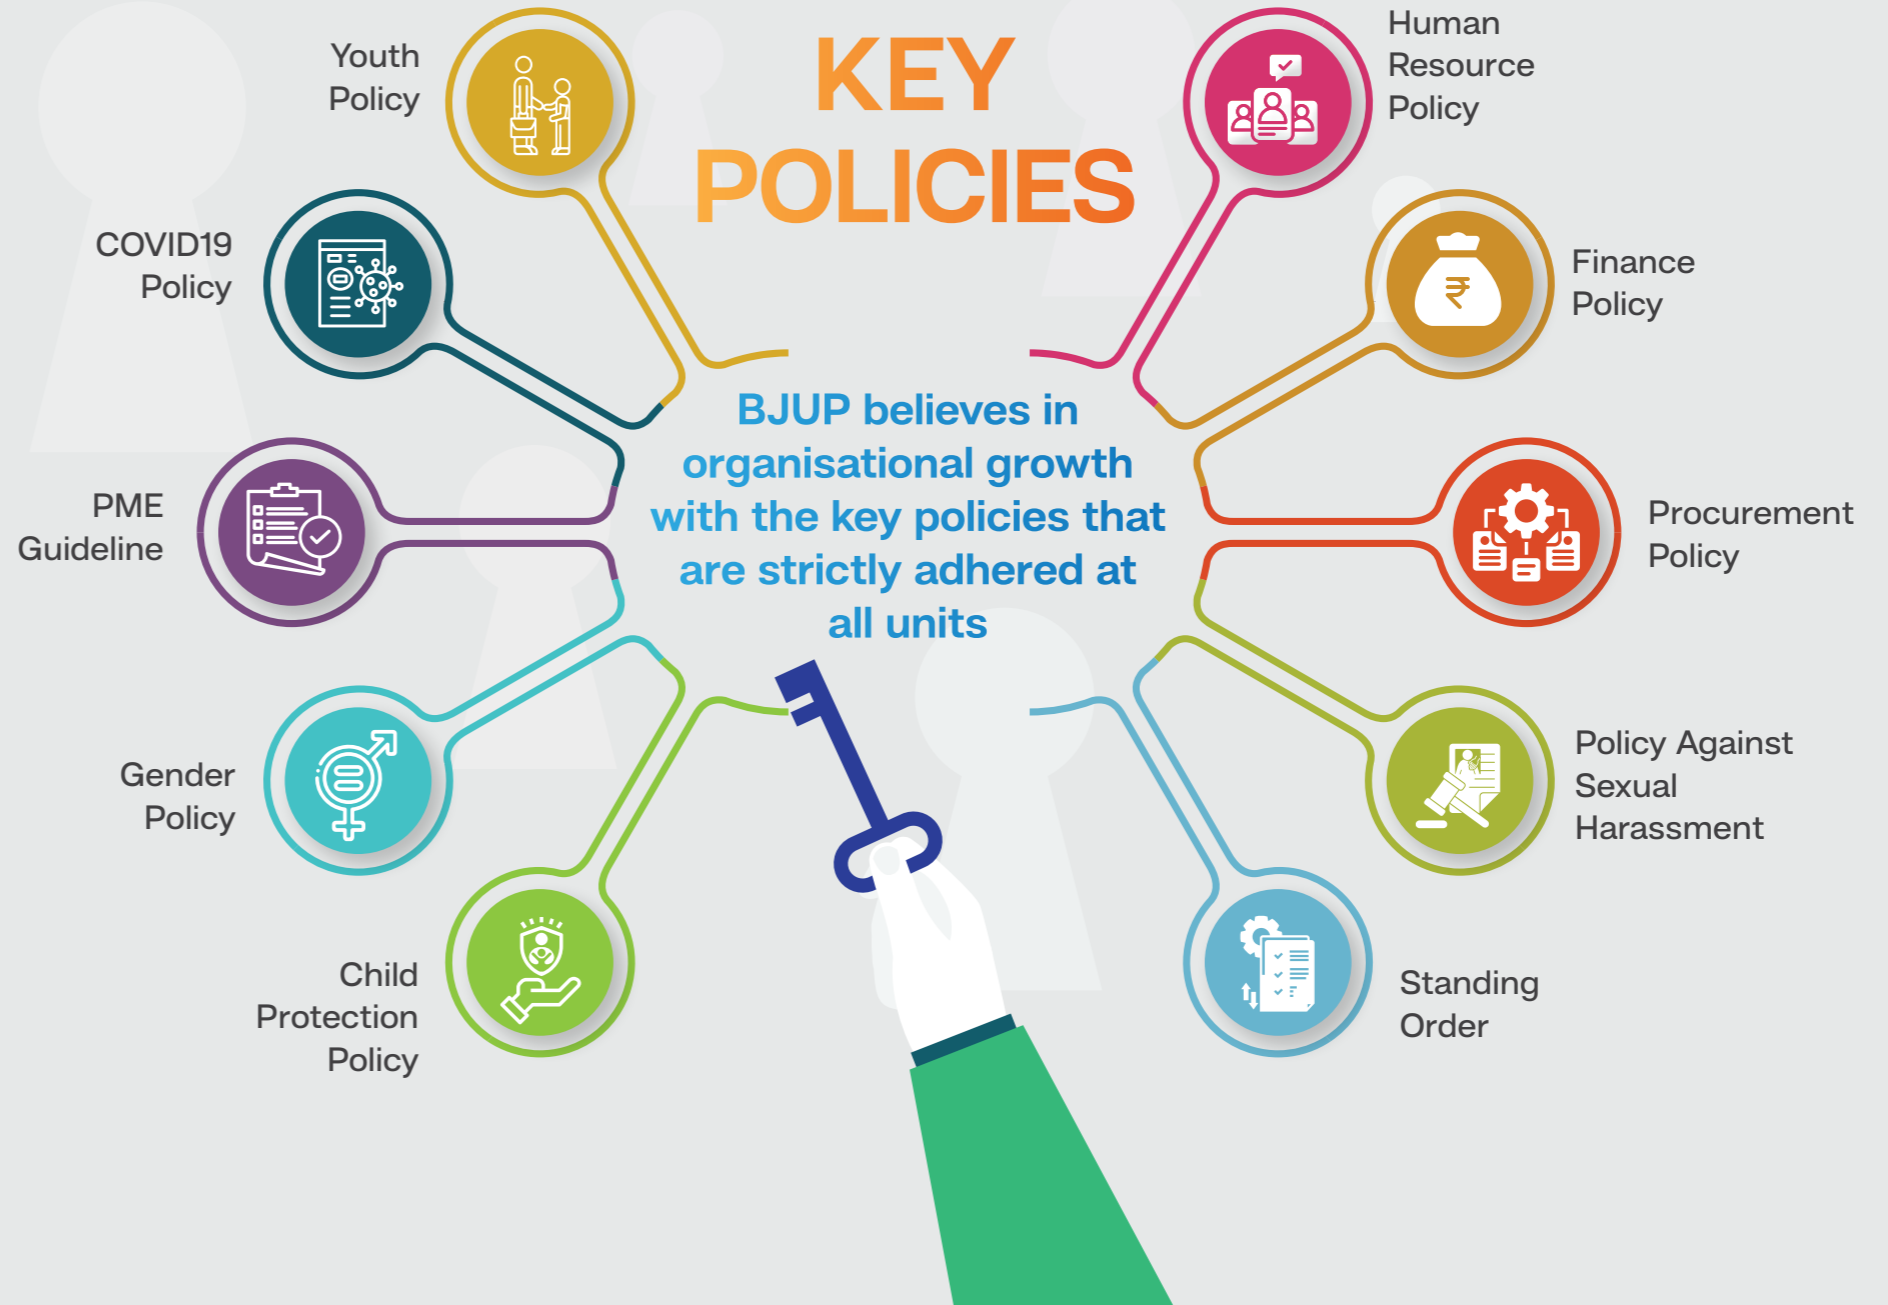 KEY
POLICIES
Youth
Policy
COVID19
Policy
PME
Guideline
Gender
Policy
Child
Protection
Policy
BJUP believes in
organisational growth
with the key policies that
are strictly adhered at
all units
Human
Resource
Policy
Finance
Policy
₹
Procurement
Policy
Policy Against
Sexual
Harassment
Standing
Order